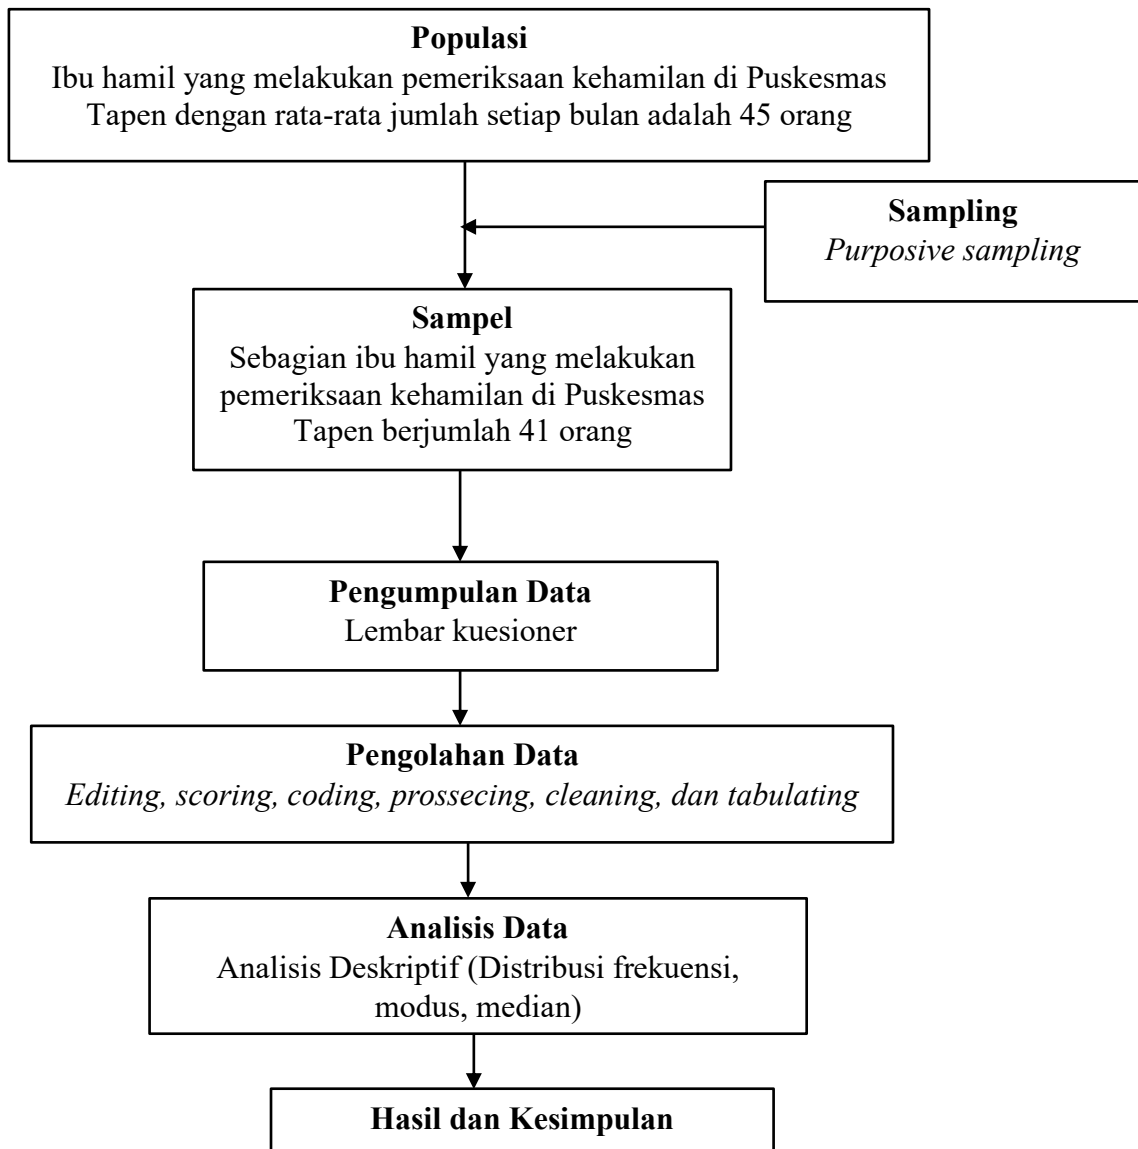 Populasi
Ibu hamil yang melakukan pemeriksaan kehamilan di Puskesmas
Tapen dengan rata-rata jumlah setiap bulan adalah 45 orang
Sampling
Purposive sampling
Sampel
Sebagian ibu hamil yang melakukan
pemeriksaan kehamilan di Puskesmas
Tapen berjumlah 41 orang
Pengumpulan Data
Lembar kuesioner
Pengolahan Data
Editing, scoring, coding, prossecing, cleaning, dan tabulating
Analisis Data
Analisis Deskriptif (Distribusi frekuensi,
modus, median)
Hasil dan Kesimpulan